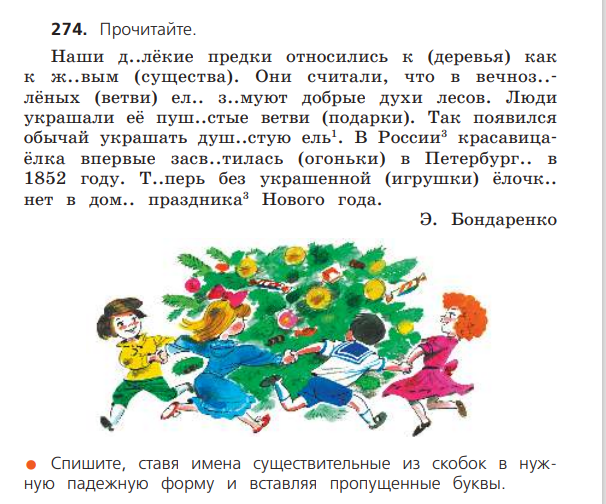 274. Прочитайте.
Наши д..лёкие предки относились к (деревья) как
к ж..вым (существа). Они считали, что в вечноз..-
лёных (ветви) ел.. з..муют добрые духи лесов. Люди
украшали её пуш..стые ветви (подарки). Так появился
обычай украшать душ..стую ель¹. В России³ красавица-
ёлка впервые засв..тилась (огоньки) в Петербург.. в
1852 году. Т..перь без украшенной (игрушки) ёлочк..
нет в дом.. праздника³ Нового года.
Э. Бондаренко
• Спишите, ставя имена существительные из скобок в нуж-
ную падежную форму и вставляя пропущенные буквы.